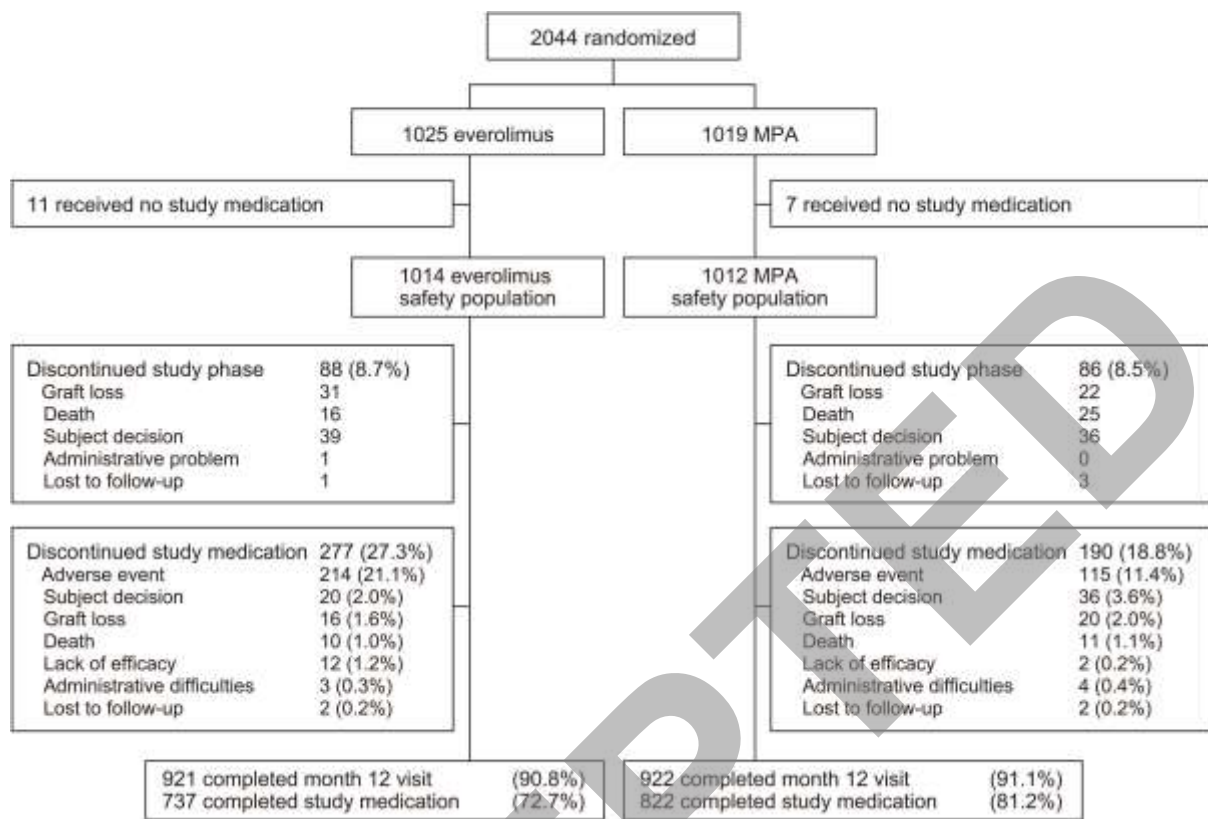 2044 randomized
1025 everolimus
1019 MPA
11 received no study medication
7 received no study medication
1014 everolimus
safety population
1012 MPA
safety population
Discontinued study phase 88 (8.7%)
Graft loss 31
Death 16
Subject decision 39
Administrative problem 1
Lost to follow-up 1
Discontinued study phase 86 (8.5%)
Graft loss 22
Death 25
Subject decision 36
Administrative problem 0
Lost to follow-up 3
Discontinued study medication 277 (27.3%)
Adverse event 214 (21.1%)
Subject decision 20 (2.0%)
Graft loss 16 (1.6%)
Death 10 (1.0%)
Lack of efficacy 12 (1.2%)
Administrative difficulties 3 (0.3%)
Lost to follow-up 2 (0.2%)
Discontinued study medication 190 (18.8%)
Adverse event 115 (11.4%)
Subject decision 36 (3.6%)
Graft loss 20 (2.0%)
Death 11 (1.1%)
Lack of efficacy 2 (0.2%)
Administrative difficulties 4 (0.4%)
Lost to follow-up 2 (0.2%)
921 completed month 12 visit (90.8%)
737 completed study medication (72.7%)
922 completed month 12 visit (91.1%)
822 completed study medication (81.2%)
PTED